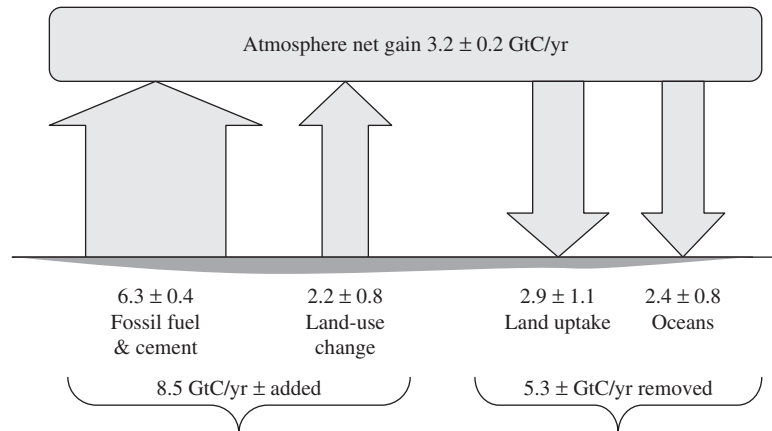 Atmosphere net gain 3.2 ± 0.2 GtC/yr
6.3 ± 0.4
Fossil fuel
& cement
2.2 ± 0.8
Land-use
change
2.9 ± 1.1
Land uptake
2.4 ± 0.8
Oceans
8.5 GtC/yr ± added
5.3 ± GtC/yr removed